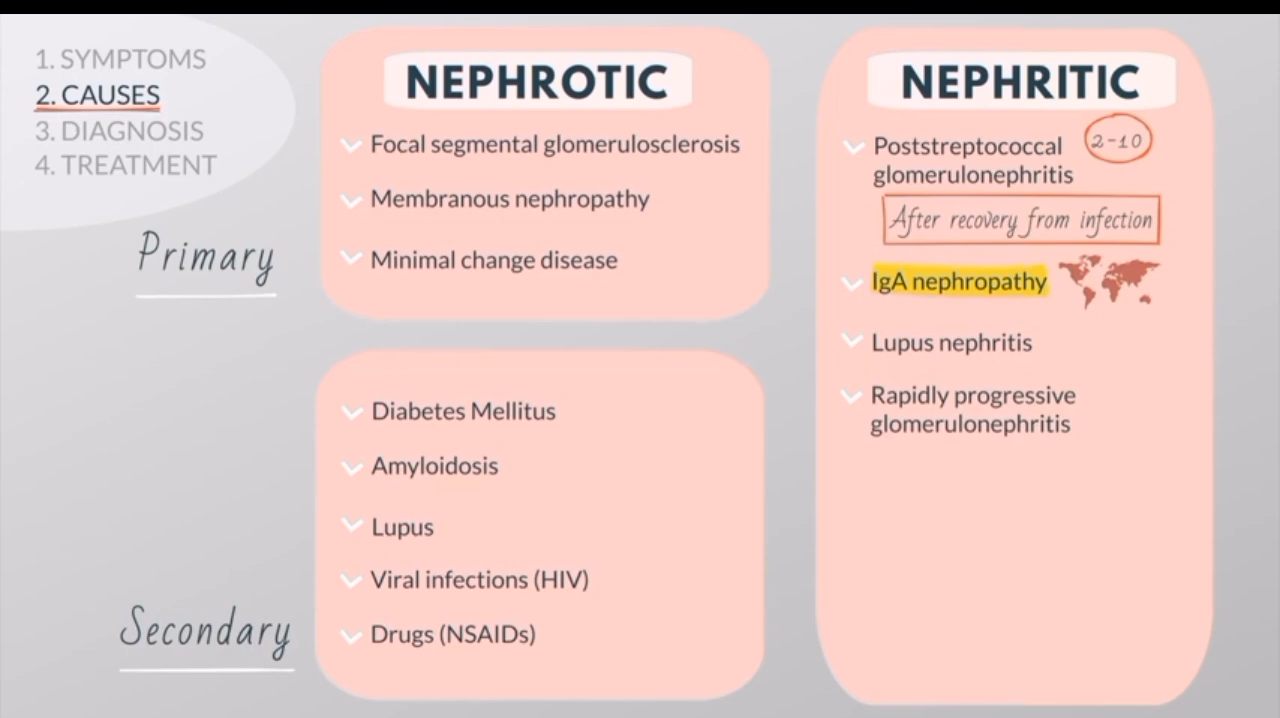 1. SYMPTOMS
2. CAUSES
3. DIAGNOSIS
4. TREATMENT
Primary
Secondary
NEPHROTIC
Focal segmental glomerulosclerosis
Membranous nephropathy
Minimal change disease
Diabetes Mellitus
Amyloidosis
Lupus
Viral infections (HIV)
Drugs (NSAIDs)
NEPHRITIC
Poststreptococcal 2-10
glomerulonephritis
After recovery from infection
IgA nephropathy
Lupus nephritis
Rapidly progressive
glomerulonephritis